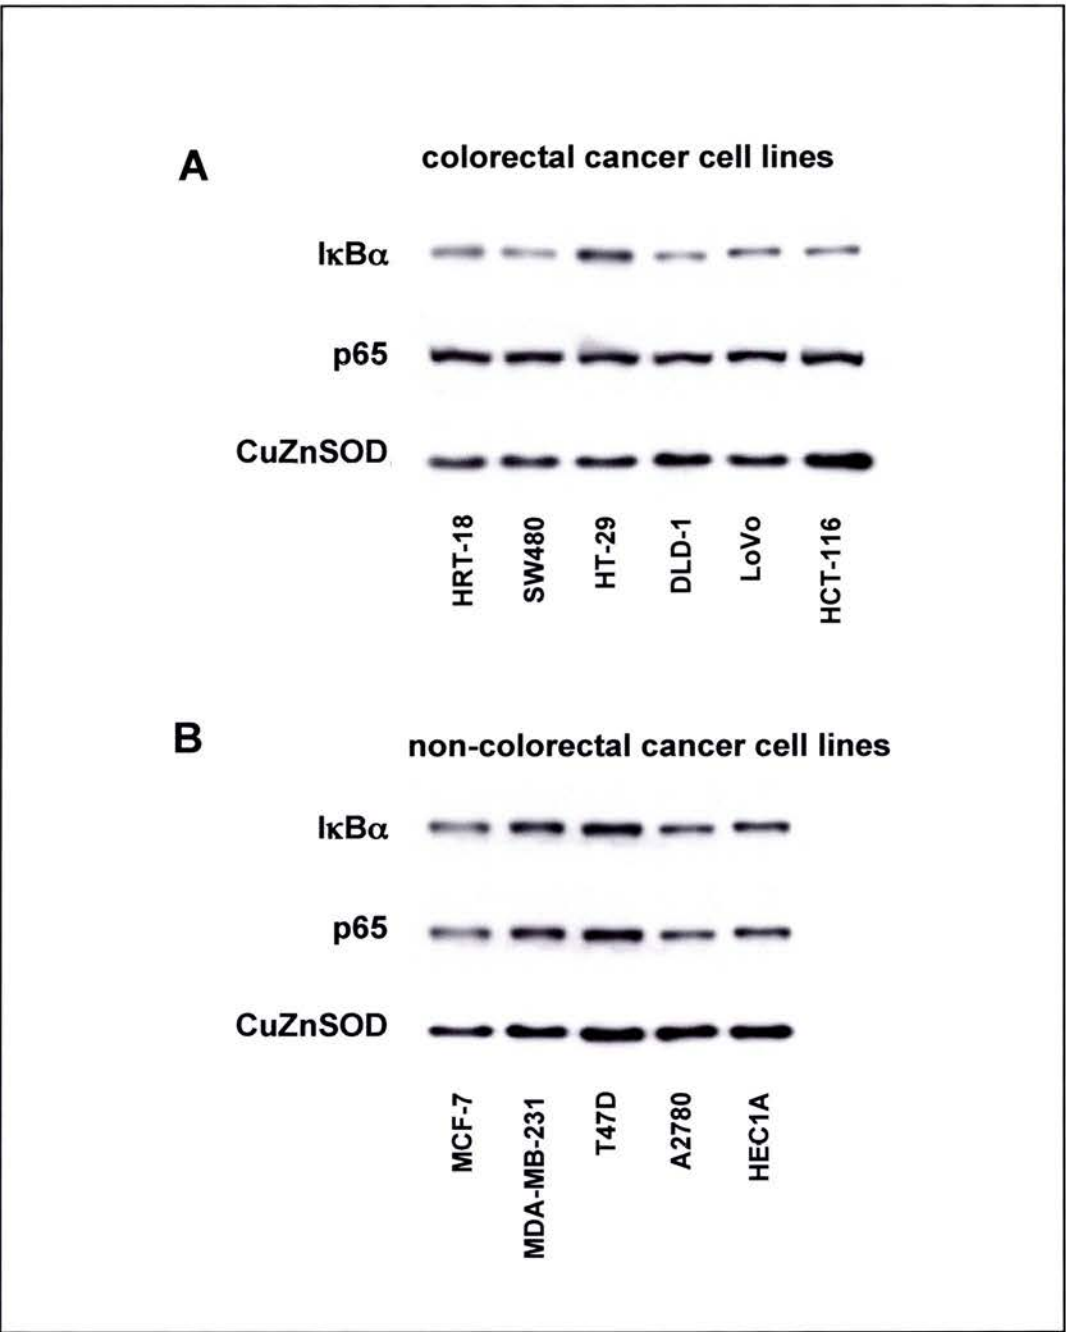 A
colorectal cancer cell lines
IκBα
p65
CuZnSOD
HRT-18
SW480
HT-29
DLD-1
LoVo
HCT-116
B
non-colorectal cancer cell lines
IκBα
p65
CuZnSOD
MCF-7
MDA-MB-231
T47D
A2780
HEC1A